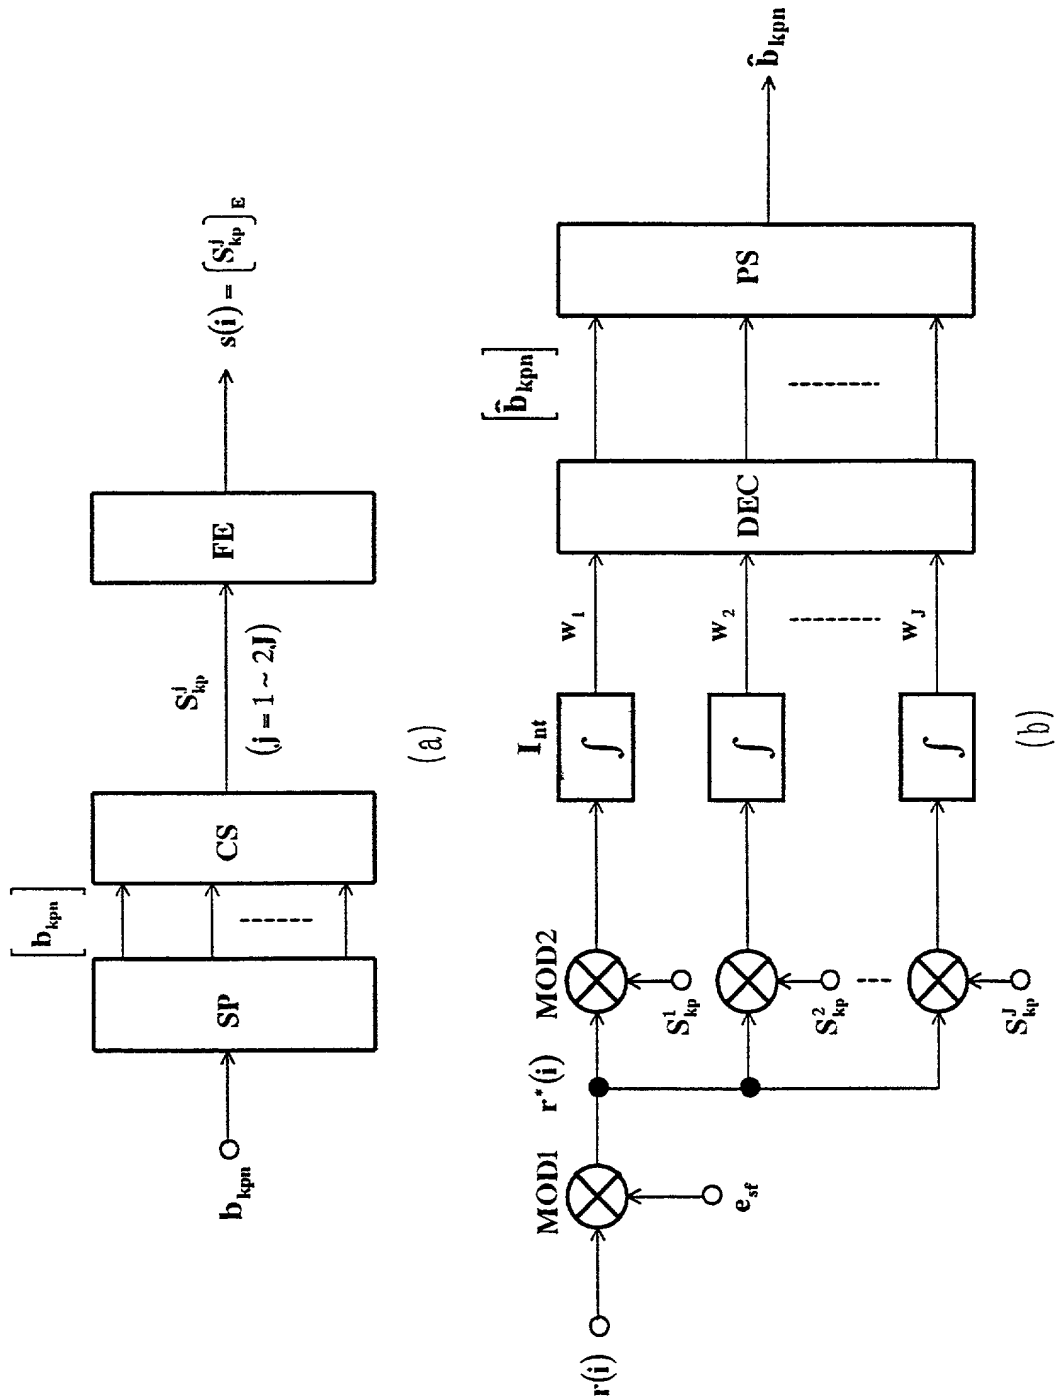 b_kpn
SP
[b_kpn]
CS
S^j_kp
(j = 1 ~ 2,J)
FE
s(i) = [S^j_kp]_E
(a)
r(i)
MOD1
e_sf
r*(i)
MOD2
S^1_kp
S^2_kp
S^J_kp
I_nt
∫
∫
∫
w_1
w_2
w_J
DEC
[b̂_kpn]
PS
b̂_kpn
(b)